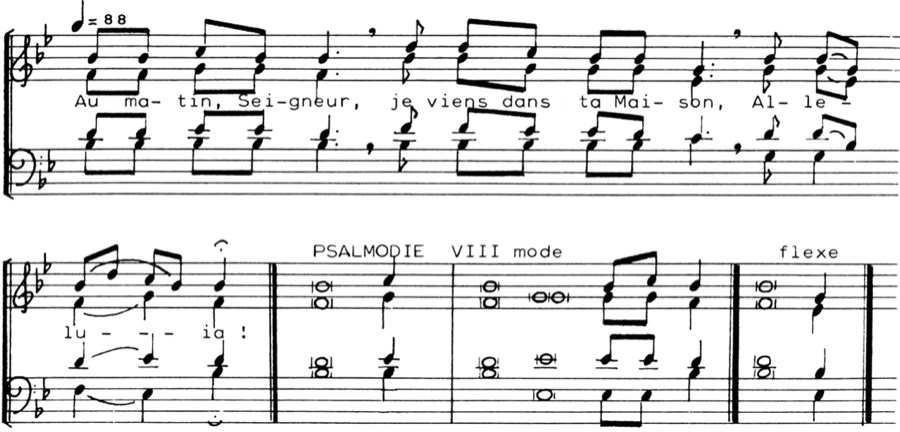 ♩ = 88
Au ma- tin, Sei-gneur, je viens dans ta Mai- son, Al- le -
PSALMODIE VIII mode flexe
lu - - - ia !